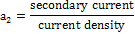 a₂ = secondary current / current density